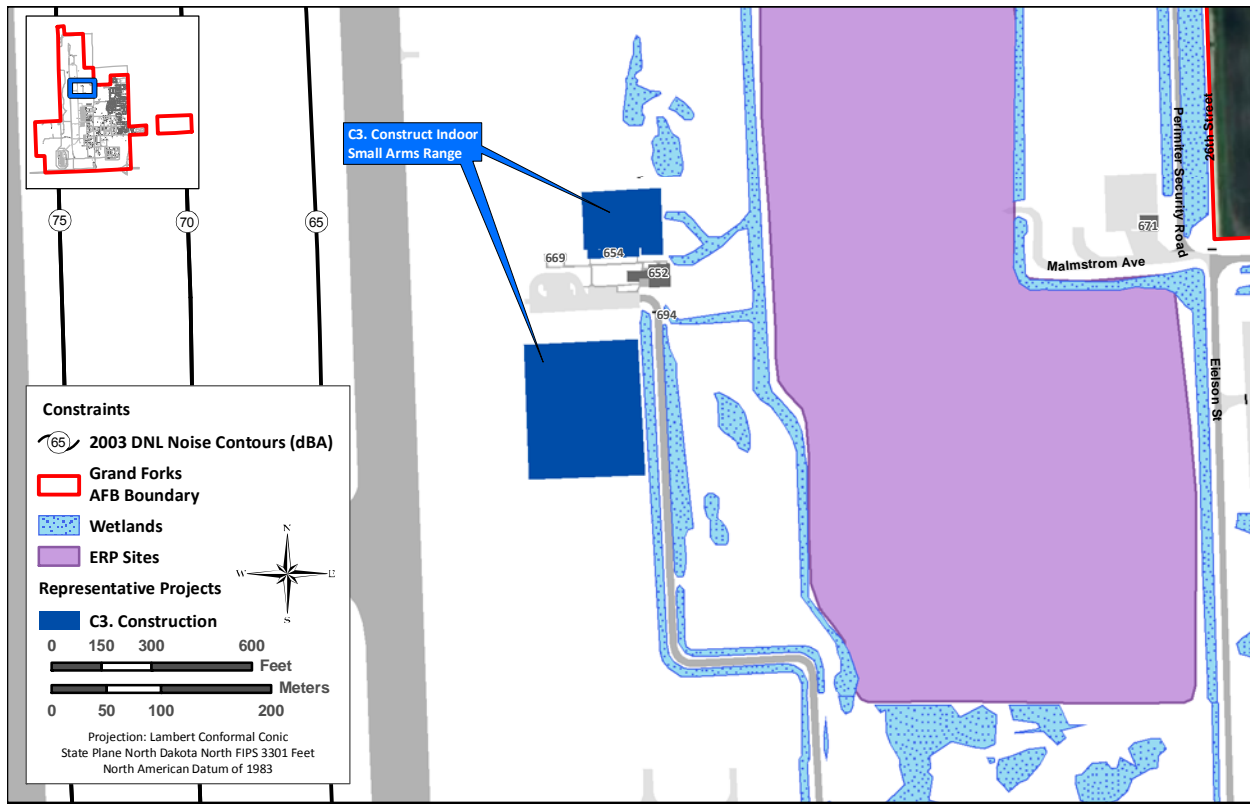 C3. Construct Indoor
Small Arms Range
75
70
65
669
654
652
694
671
Malmstrom Ave
Perimiter Security Road
26th Street
Eielson St
Constraints
65
2003 DNL Noise Contours (dBA)
Grand Forks
AFB Boundary
Wetlands
ERP Sites
Representative Projects
C3. Construction
N
W
E
S
0 150 300 600
Feet
Meters
0 50 100 200
Projection: Lambert Conformal Conic
State Plane North Dakota North FIPS 3301 Feet
North American Datum of 1983